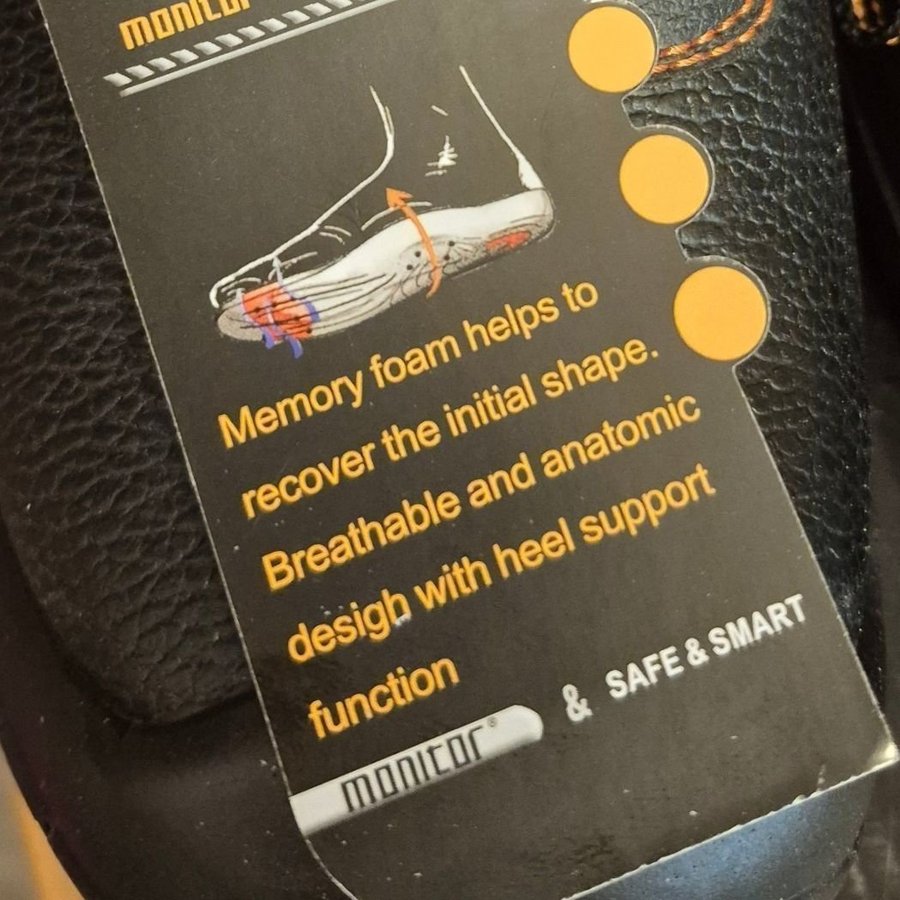 monitor
Memory foam helps to
recover the initial shape.
Breathable and anatomic
desigh with heel support
function
monitor® & SAFE & SMART